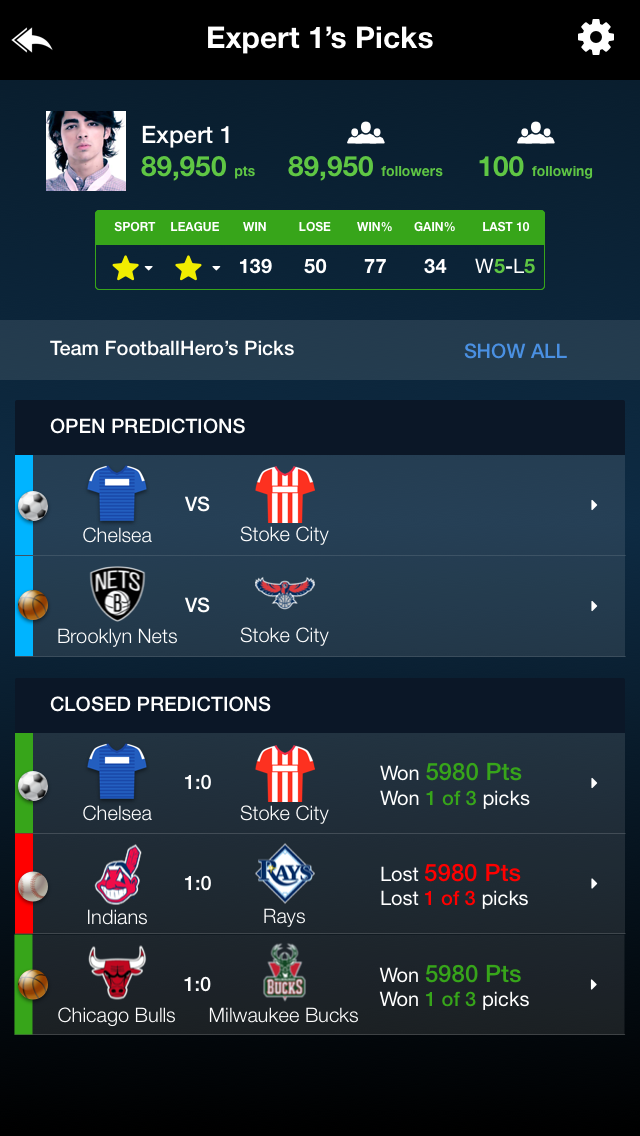 Expert 1's Picks
Expert 1
89,950 pts 89,950 followers 100 following
SPORT LEAGUE WIN LOSE WIN% GAIN% LAST 10
139 50 77 34 W5-L5
Team FootballHero's Picks SHOW ALL
OPEN PREDICTIONS
VS
Chelsea Stoke City
NETS
B
VS
Brooklyn Nets Stoke City
CLOSED PREDICTIONS
1:0 Won 5980 Pts
Won 1 of 3 picks
Chelsea Stoke City
RAYS
1:0 Lost 5980 Pts
Lost 1 of 3 picks
Indians Rays
BUCKS
1:0 Won 5980 Pts
Won 1 of 3 picks
Chicago Bulls Milwaukee Bucks